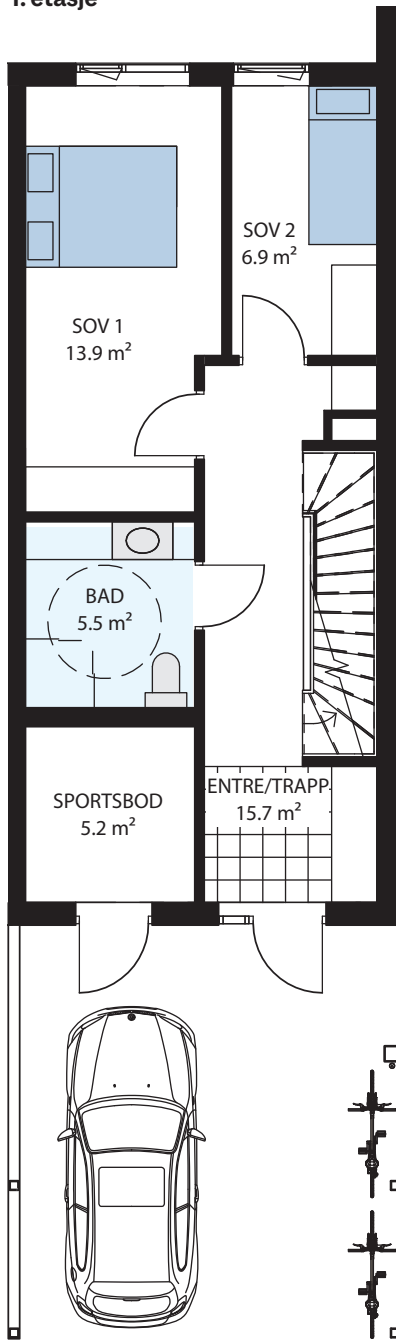 1. etasje
SOV 2
6.9 m²
SOV 1
13.9 m²
BAD
5.5 m²
SPORTSBOD
5.2 m²
ENTRE/TRAPP
15.7 m²